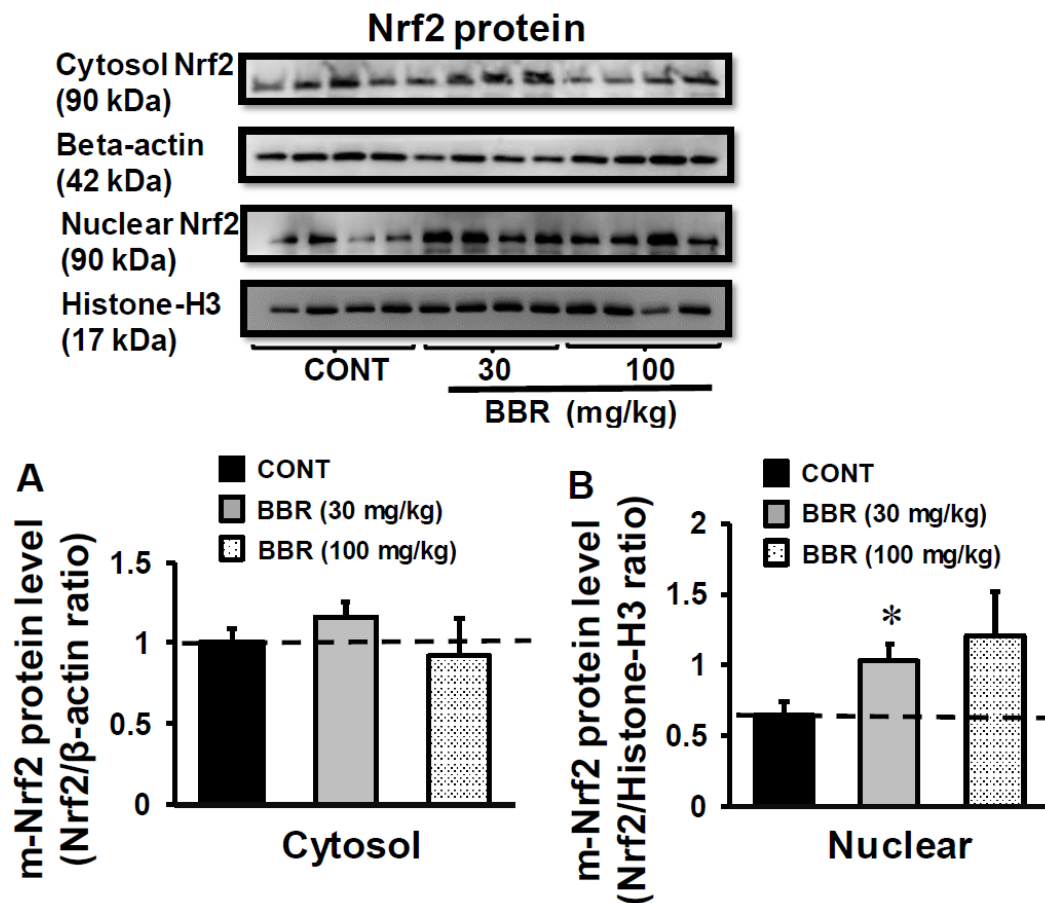 Nrf2 protein
Cytosol Nrf2
(90 kDa)
Beta-actin
(42 kDa)
Nuclear Nrf2
(90 kDa)
Histone-H3
(17 kDa)
CONT 30 100
BBR (mg/kg)
A
CONT
BBR (30 mg/kg)
BBR (100 mg/kg)
m-Nrf2 protein level
(Nrf2/β-actin ratio)
1.5
1
0.5
0
Cytosol
B
CONT
BBR (30 mg/kg)
BBR (100 mg/kg)
m-Nrf2 protein level
(Nrf2/Histone-H3 ratio)
2
1.5
1
0.5
0
*
Nuclear